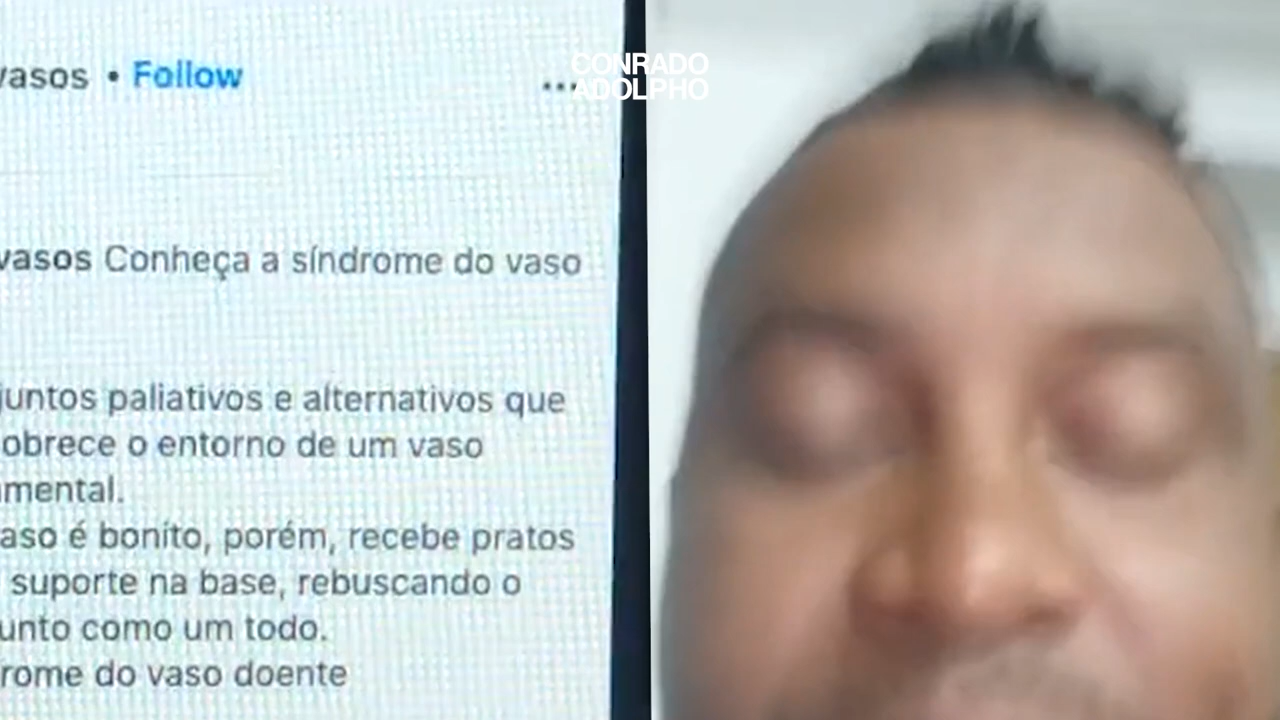 vasos • Follow
...
CONRADO
ADOLPHO
vasos Conheça a síndrome do vaso
juntos paliativos e alternativos que
obrece o entorno de um vaso
mental.
aso é bonito, porém, recebe pratos
suporte na base, rebuscando o
unto como um todo.
rome do vaso doente